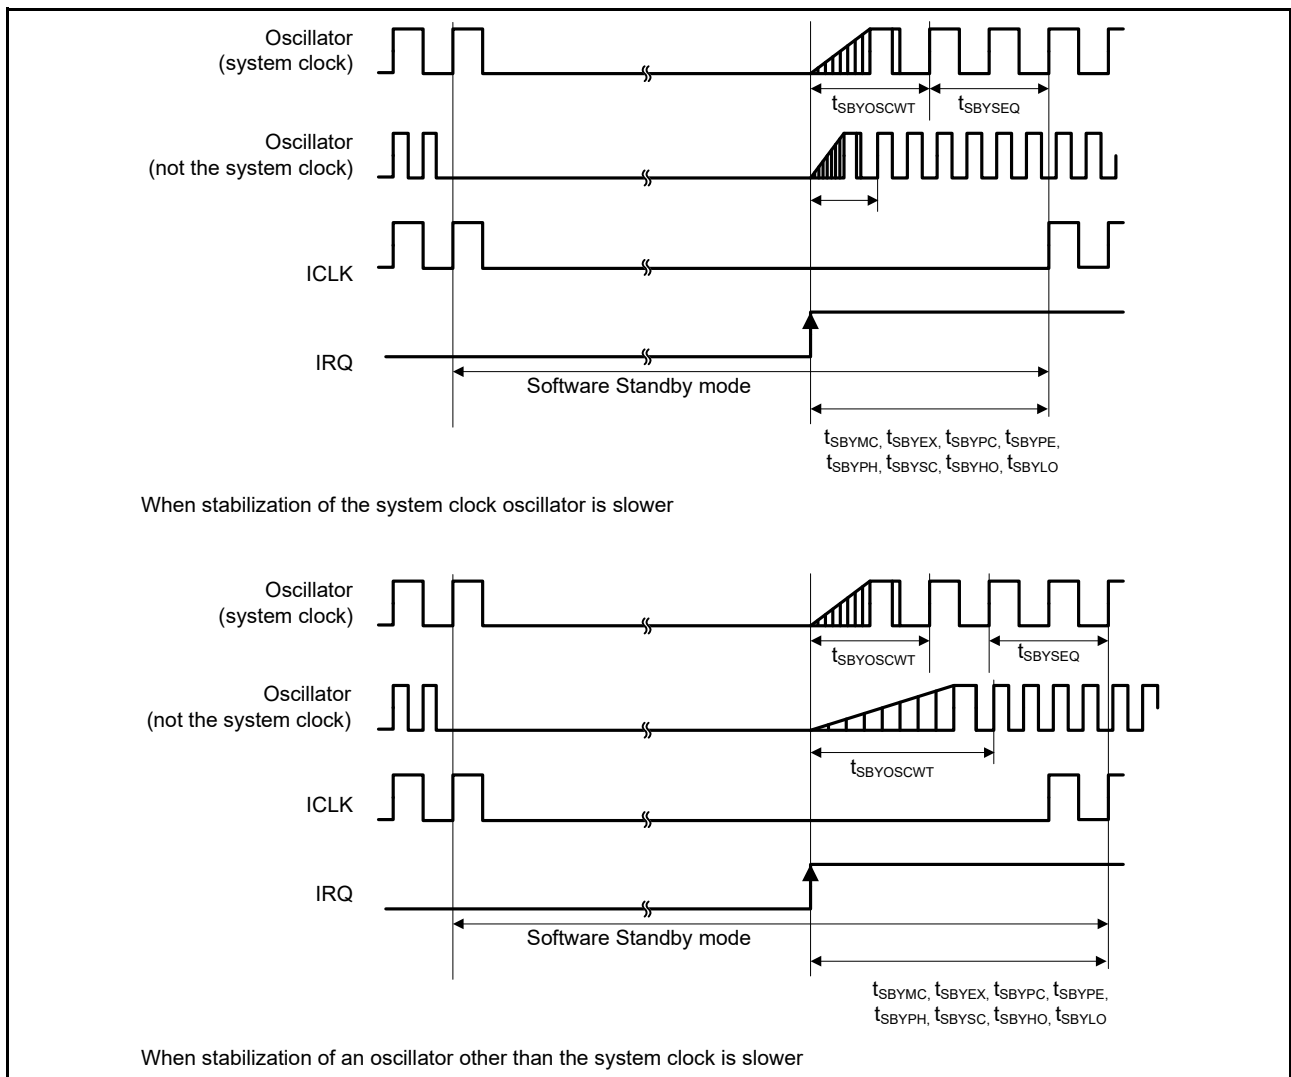 Oscillator
(system clock)
tSBYOSCWT tSBYSEQ
Oscillator
(not the system clock)
ICLK
IRQ
Software Standby mode
tSBYMC, tSBYEX, tSBYPC, tSBYPE,
tSBYPH, tSBYSC, tSBYHO, tSBYLO
When stabilization of the system clock oscillator is slower
Oscillator
(system clock)
tSBYOSCWT tSBYSEQ
Oscillator
(not the system clock)
tSBYOSCWT
ICLK
IRQ
Software Standby mode
tSBYMC, tSBYEX, tSBYPC, tSBYPE,
tSBYPH, tSBYSC, tSBYHO, tSBYLO
When stabilization of an oscillator other than the system clock is slower